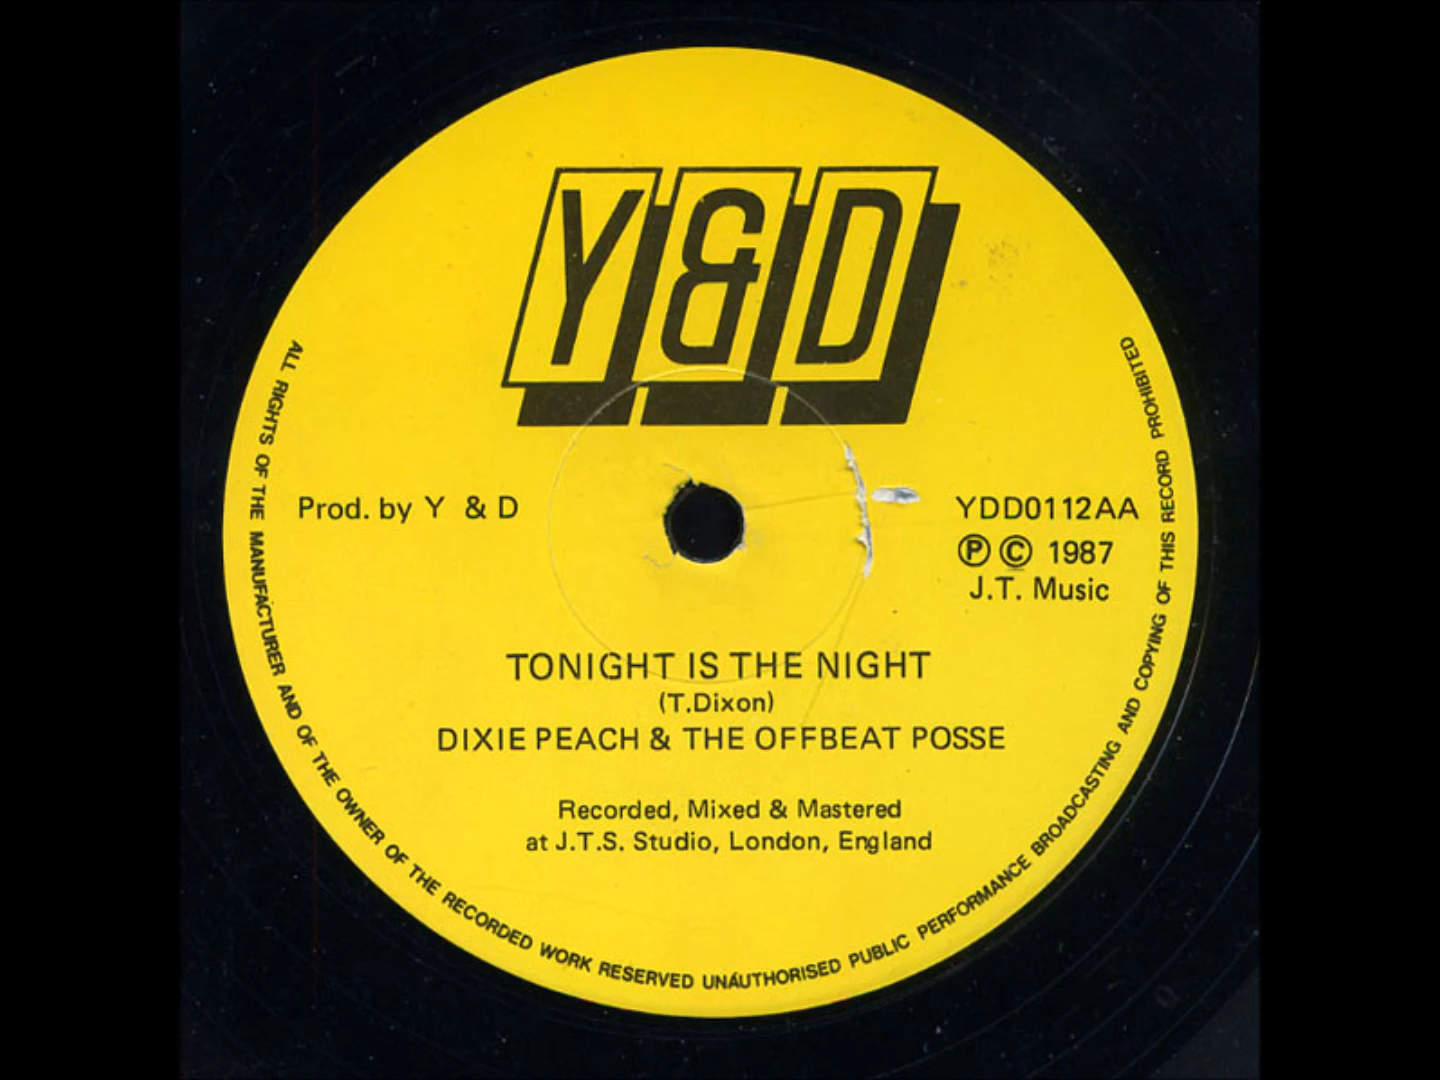 Y&D
Prod. by Y & D
YDD0112AA
Ⓟ © 1987
J.T. Music
TONIGHT IS THE NIGHT
(T.Dixon)
DIXIE PEACH & THE OFFBEAT POSSE
Recorded, Mixed & Mastered
at J.T.S. Studio, London, England
ALL RIGHTS OF THE MANUFACTURER AND OF THE OWNER OF THE RECORDED WORK RESERVED UNAUTHORISED PUBLIC PERFORMANCE BROADCASTING AND COPYING OF THIS RECORD PROHIBITED